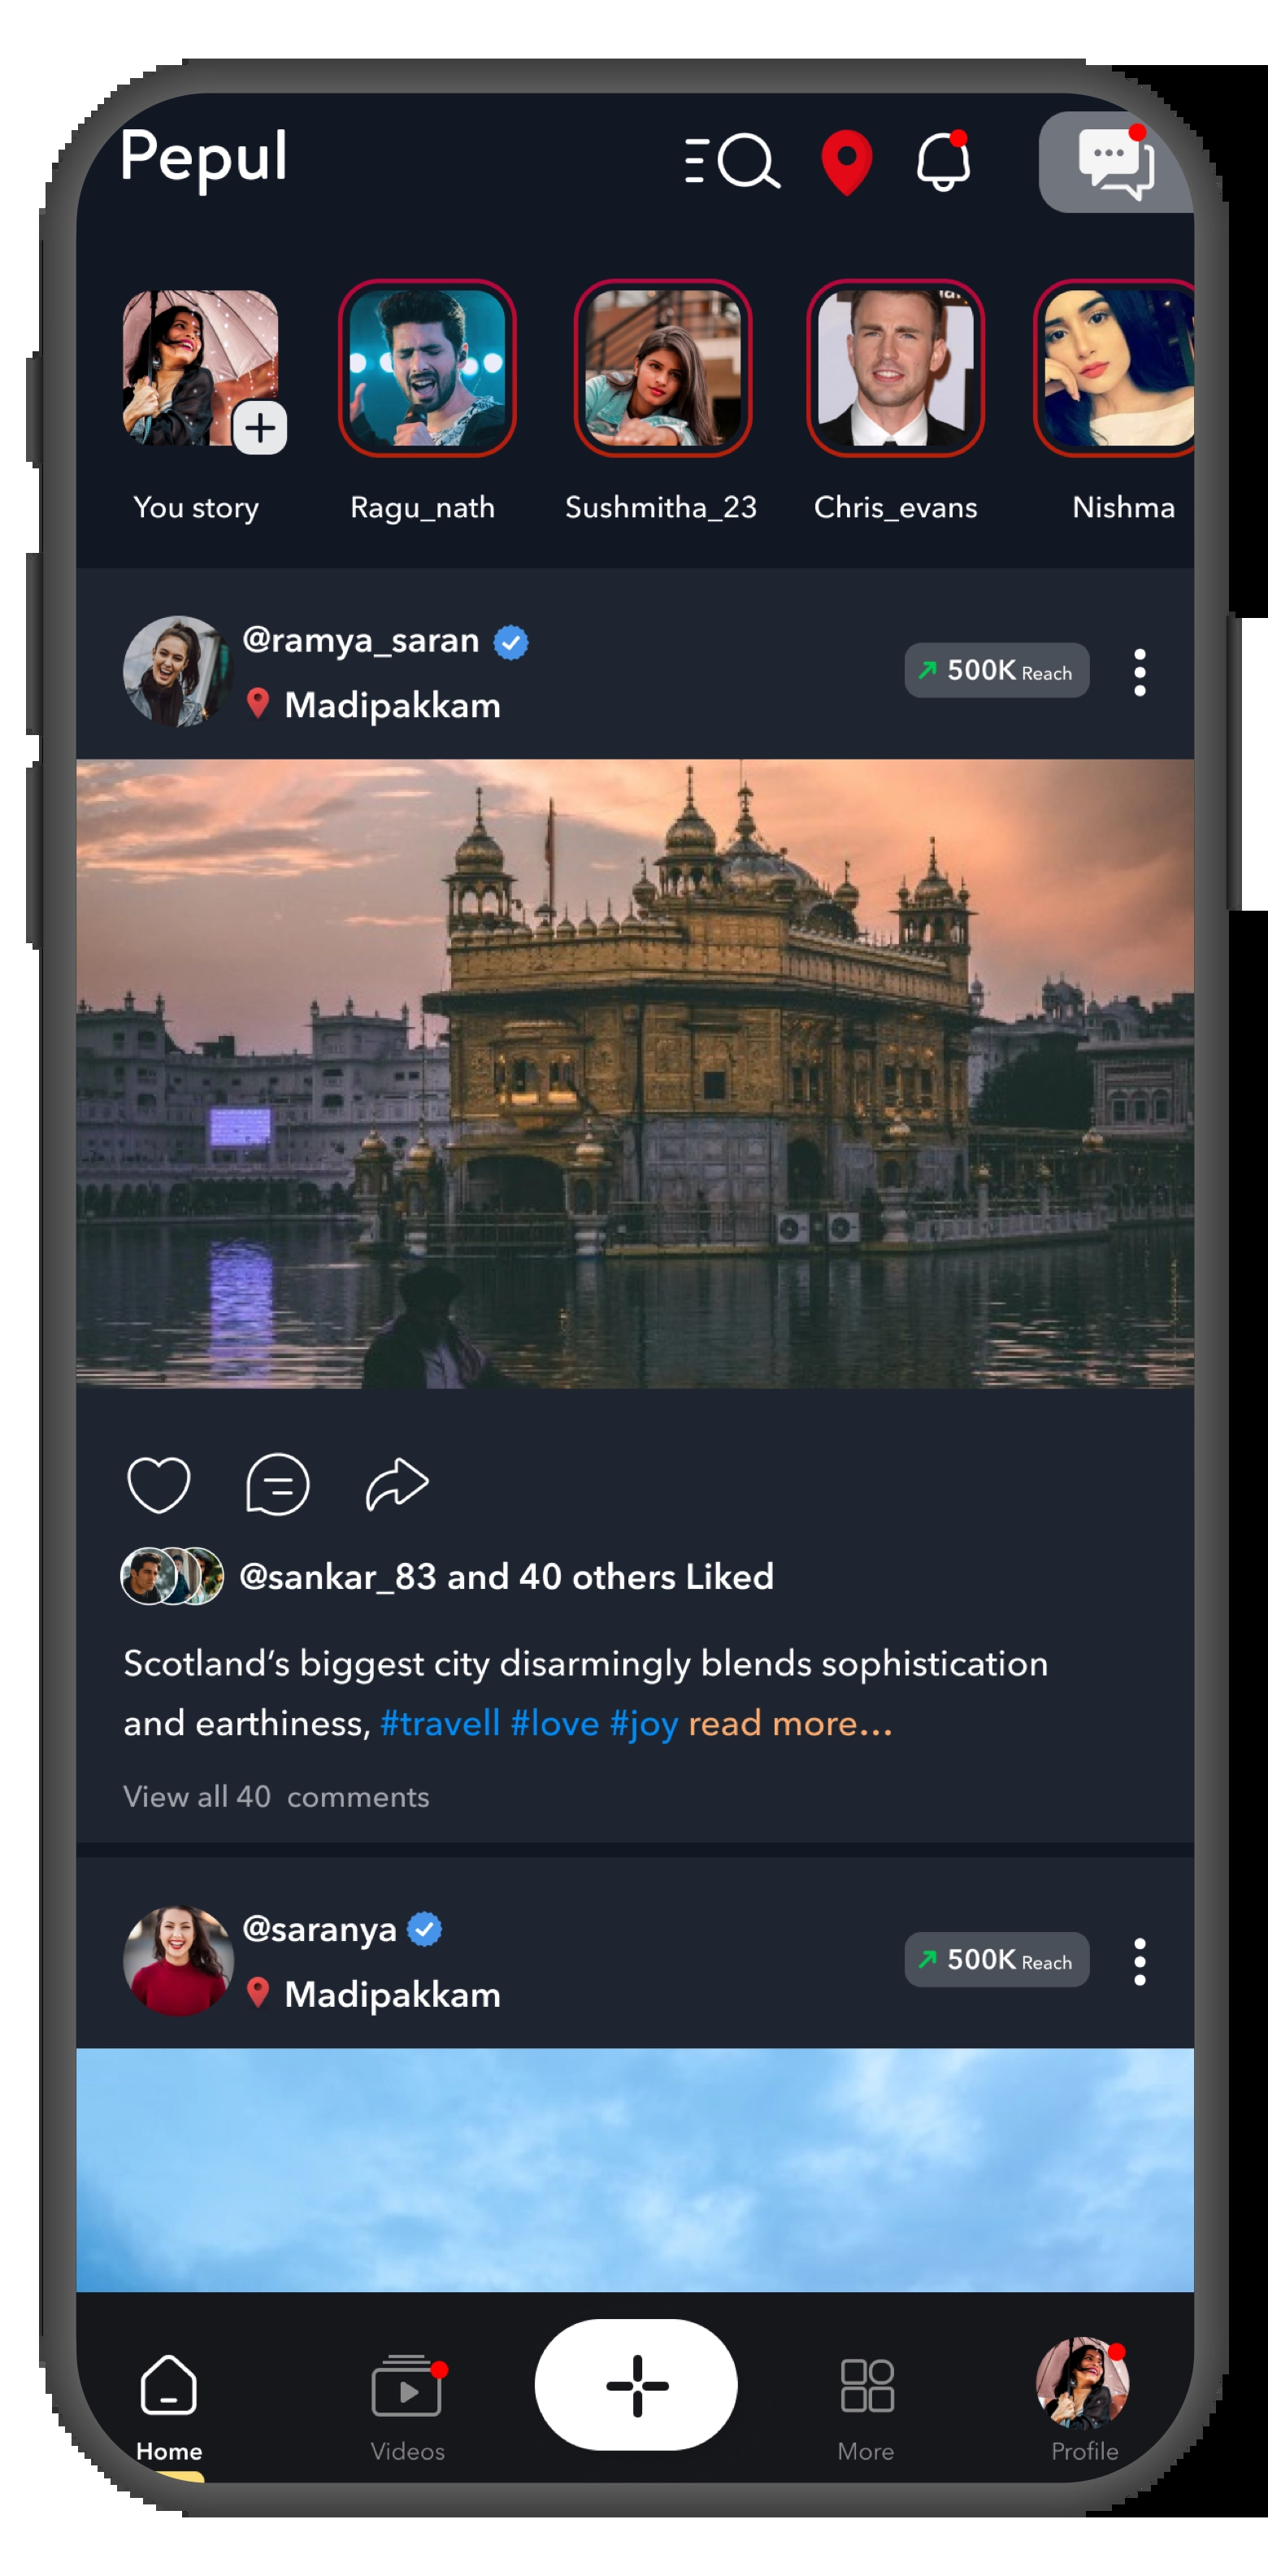 Pepul
You story
Ragu_nath
Sushmitha_23
Chris_evans
Nishma
@ramya_saran
Madipakkam
500K Reach
@sankar_83 and 40 others Liked
Scotland’s biggest city disarmingly blends sophistication
and earthiness, #travell #love #joy read more...
View all 40 comments
@saranya
Madipakkam
500K Reach
Home
Videos
More
Profile